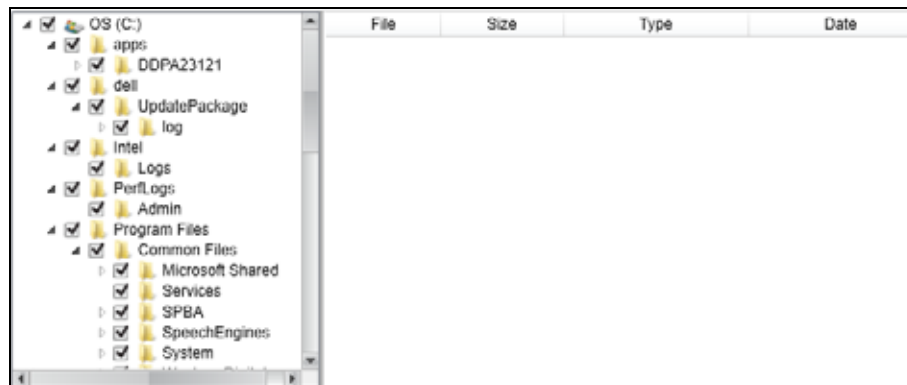 OS (C:)
apps
DDPA23121
dell
UpdatePackage
log
Intel
Logs
PerfLogs
Admin
Program Files
Common Files
Microsoft Shared
Services
SPBA
SpeechEngines
System
File Size Type Date